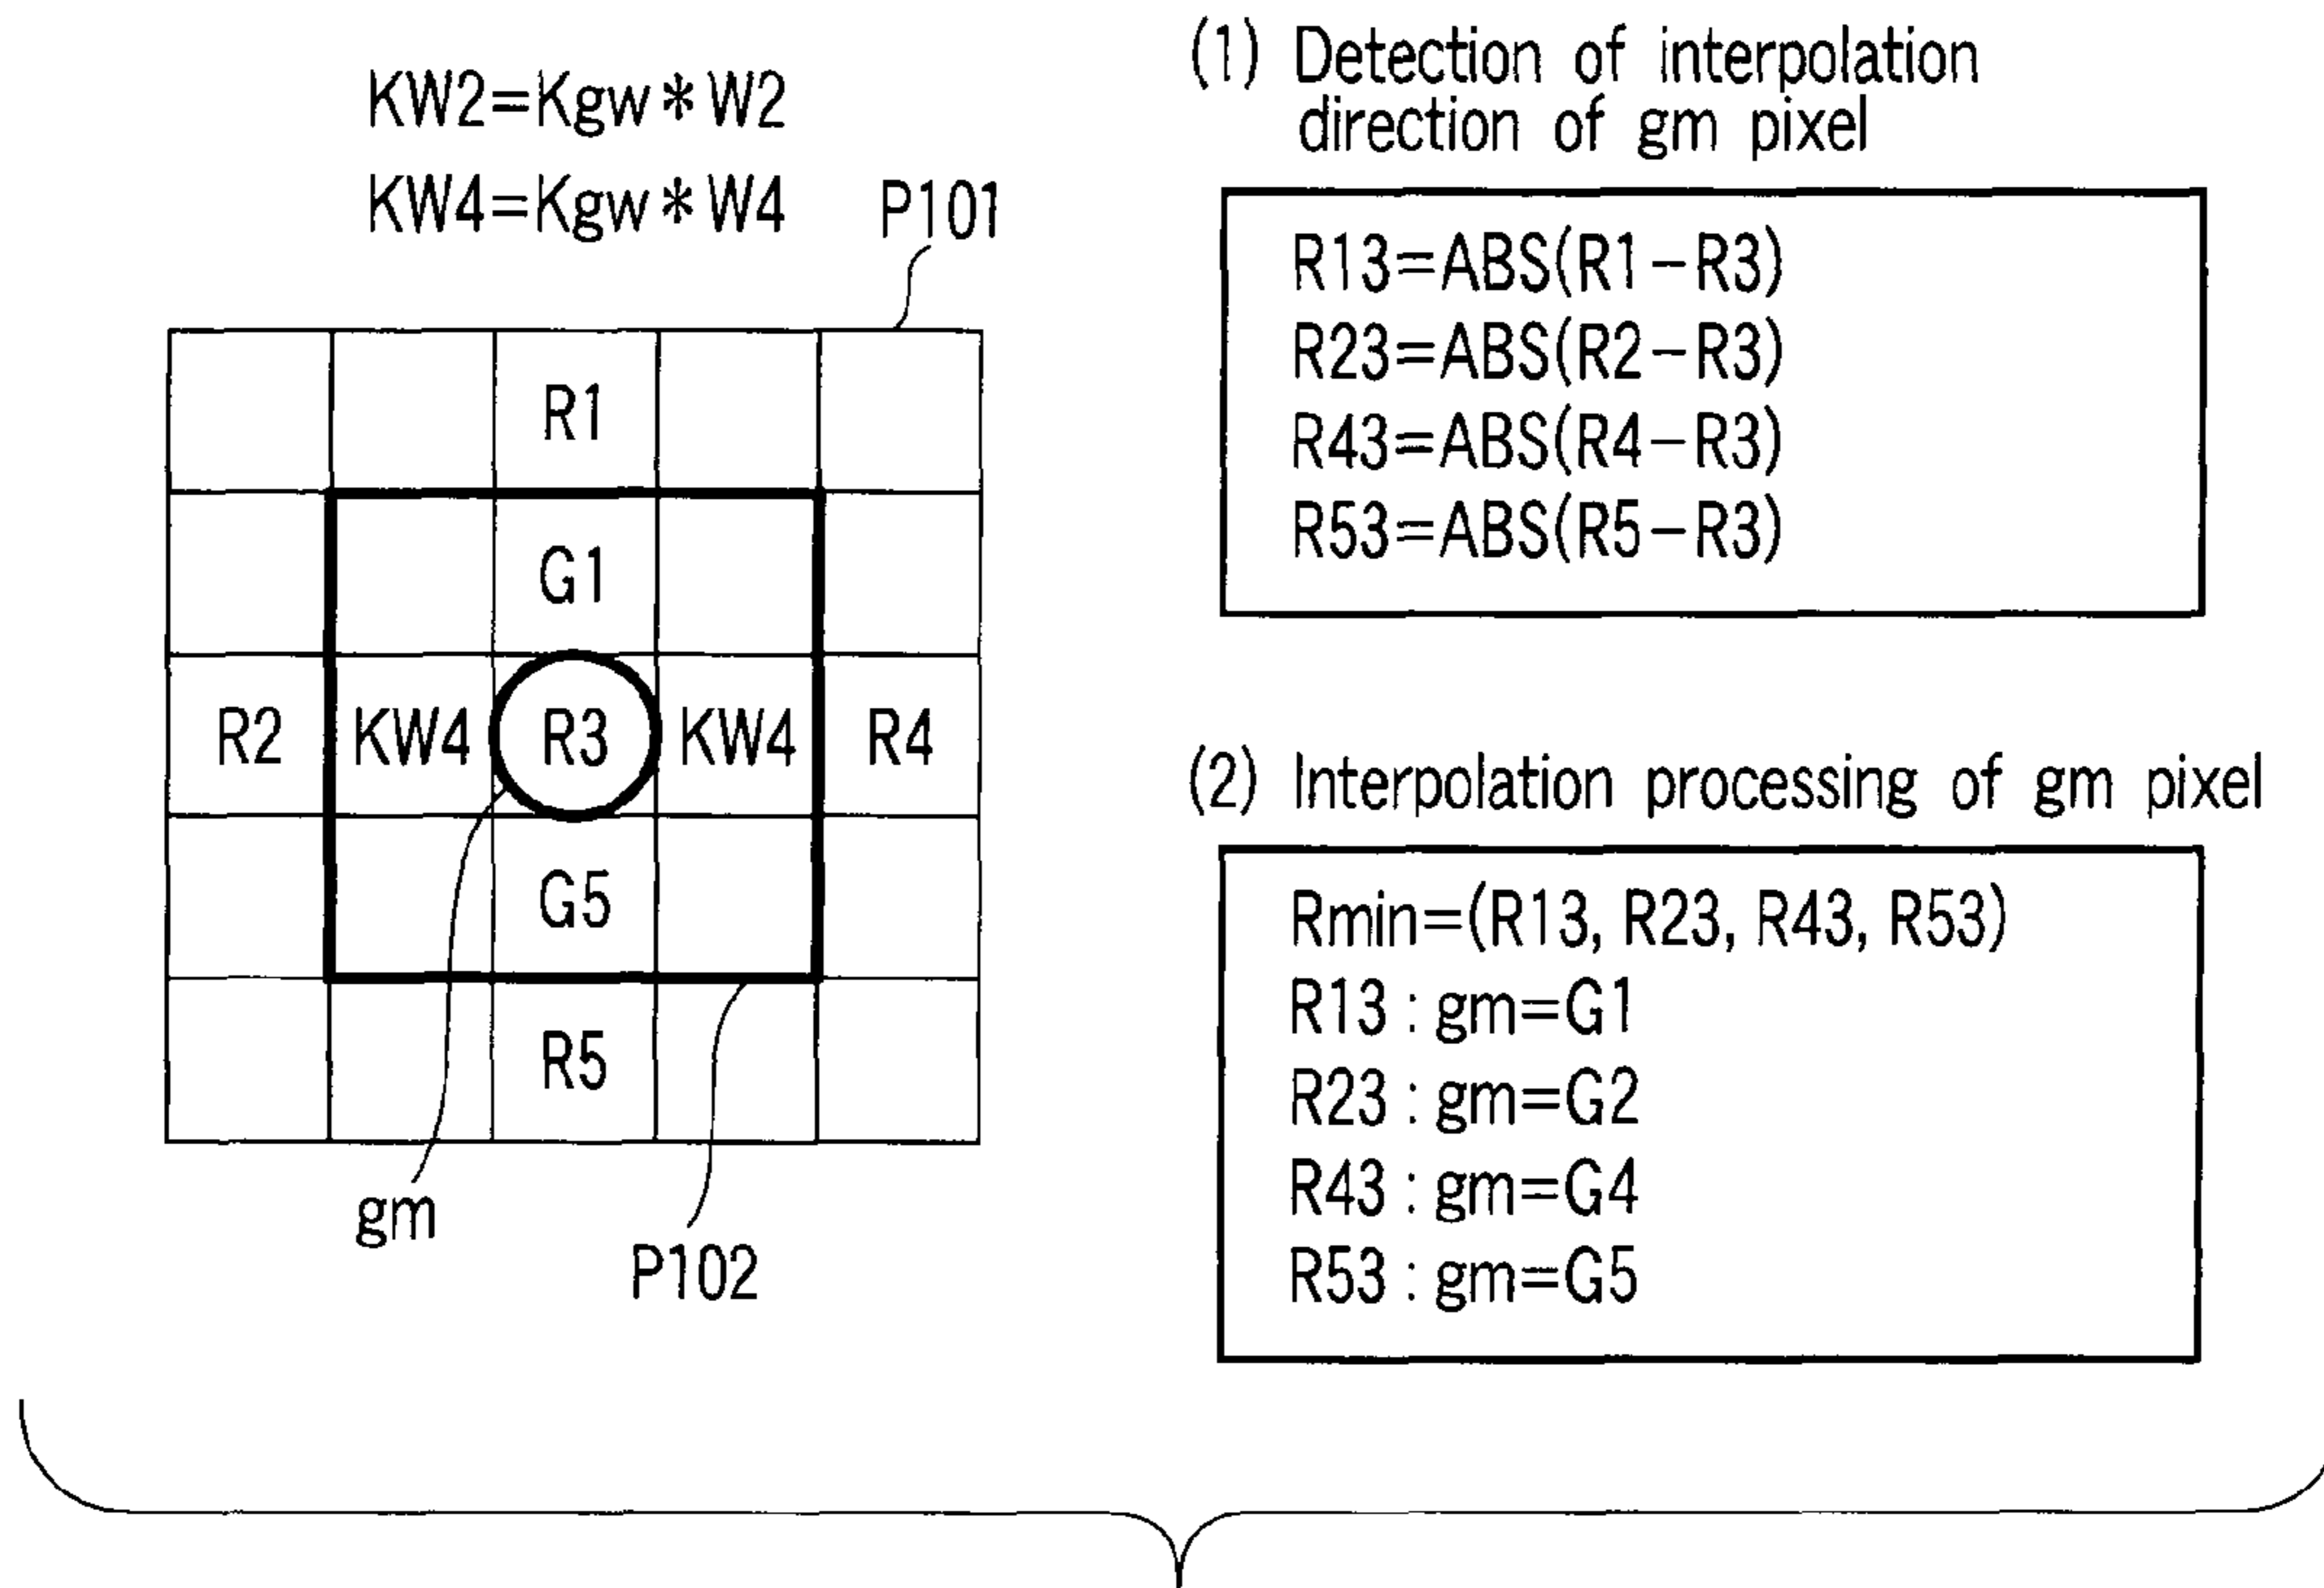 KW2=Kgw*W2
KW4=Kgw*W4
P101
R1
G1
R2 KW4 R3 KW4 R4
G5
R5
gm
P102
(1) Detection of interpolation
direction of gm pixel
R13=ABS(R1-R3)
R23=ABS(R2-R3)
R43=ABS(R4-R3)
R53=ABS(R5-R3)
(2) Interpolation processing of gm pixel
Rmin=(R13, R23, R43, R53)
R13 : gm=G1
R23 : gm=G2
R43 : gm=G4
R53 : gm=G5